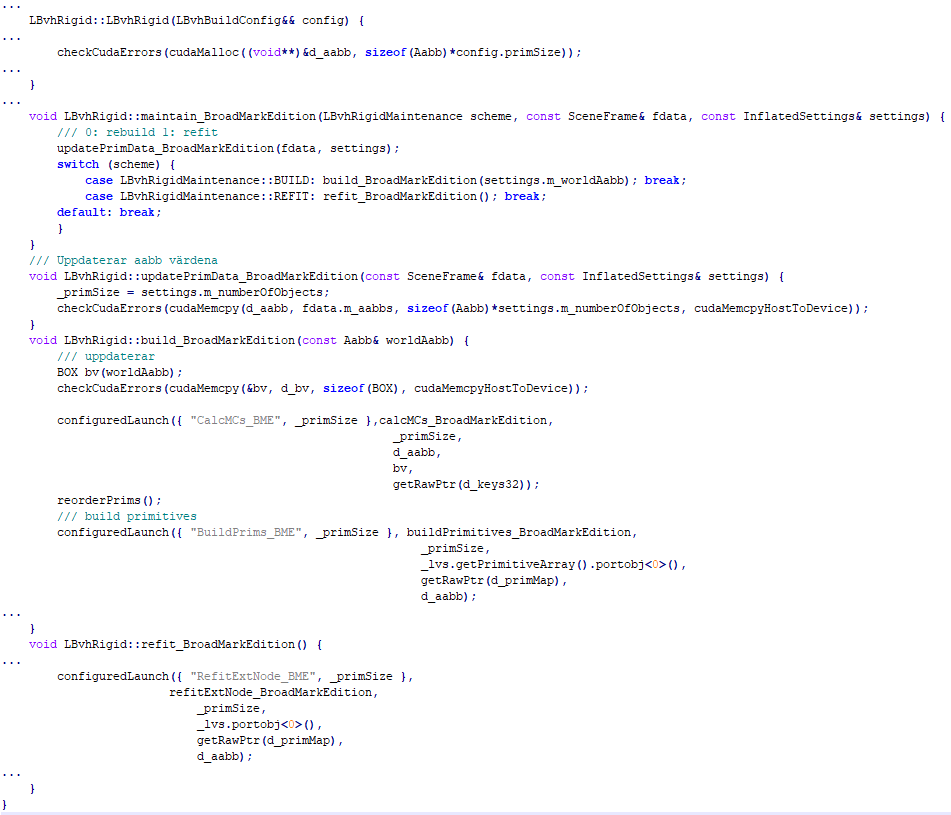 ...
    LBvhRigid::LBvhRigid(LBvhBuildConfig&& config) {
...
        checkCudaErrors(cudaMalloc((void**)&d_aabb, sizeof(Aabb)*config.primSize));
...
    }
...
    void LBvhRigid::maintain_BroadMarkEdition(LBvhRigidMaintenance scheme, const SceneFrame& fdata, const InflatedSettings& settings) {
        /// 0: rebuild 1: refit
        updatePrimData_BroadMarkEdition(fdata, settings);
        switch (scheme) {
            case LBvhRigidMaintenance::BUILD: build_BroadMarkEdition(settings.m_worldAabb); break;
            case LBvhRigidMaintenance::REFIT: refit_BroadMarkEdition(); break;
        default: break;
        }
    }
    /// Uppdaterar aabb värdena
    void LBvhRigid::updatePrimData_BroadMarkEdition(const SceneFrame& fdata, const InflatedSettings& settings) {
        _primSize = settings.m_numberOfObjects;
        checkCudaErrors(cudaMemcpy(d_aabb, fdata.m_aabbs, sizeof(Aabb)*settings.m_numberOfObjects, cudaMemcpyHostToDevice));
    }
    void LBvhRigid::build_BroadMarkEdition(const Aabb& worldAabb) {
        /// uppdaterar
        BOX bv(worldAabb);
        checkCudaErrors(cudaMemcpy(&bv, d_bv, sizeof(BOX), cudaMemcpyHostToDevice));

        configuredLaunch({ "CalcMCs_BME", _primSize },calcMCs_BroadMarkEdition,
                                                        _primSize,
                                                        d_aabb,
                                                        bv,
                                                        getRawPtr(d_keys32));
        reorderPrims();
        /// build primitives
        configuredLaunch({ "BuildPrims_BME", _primSize }, buildPrimitives_BroadMarkEdition,
                                                            _primSize,
                                                            _lvs.getPrimitiveArray().portobj<0>(),
                                                            getRawPtr(d_primMap),
                                                            d_aabb);
...
    }
    void LBvhRigid::refit_BroadMarkEdition() {
...
        configuredLaunch({ "RefitExtNode_BME", _primSize },
                        refitExtNode_BroadMarkEdition,
                            _primSize,
                            _lvs.portobj<0>(),
                            getRawPtr(d_primMap),
                            d_aabb);
...
    }
}